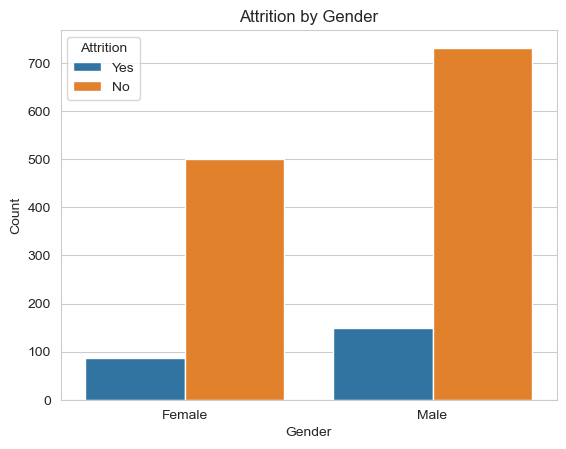 Attrition by Gender
Attrition
Yes
No
700
600
500
400
300
200
100
0
Count
Female
Male
Gender